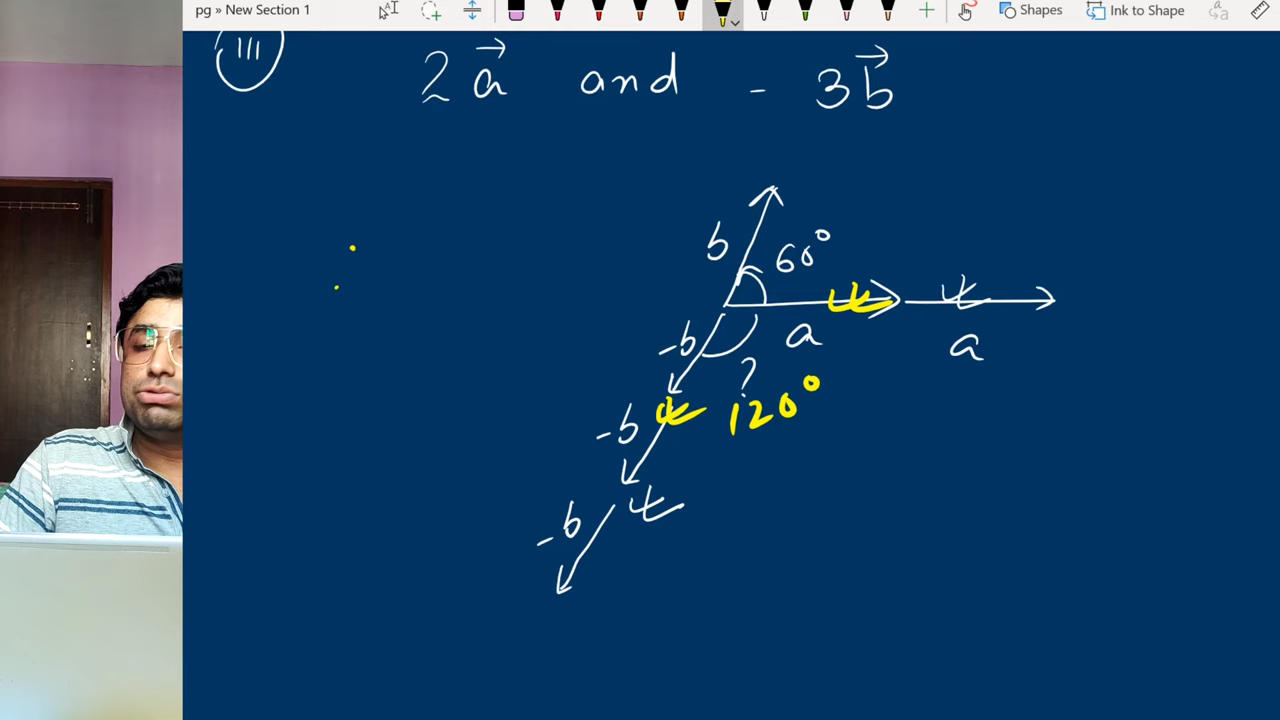 pg » New Section 1
Shapes
Ink to Shape
III
2a⃗ and - 3b⃗
b
60°
a
a
-b
?
-b
120°
-b